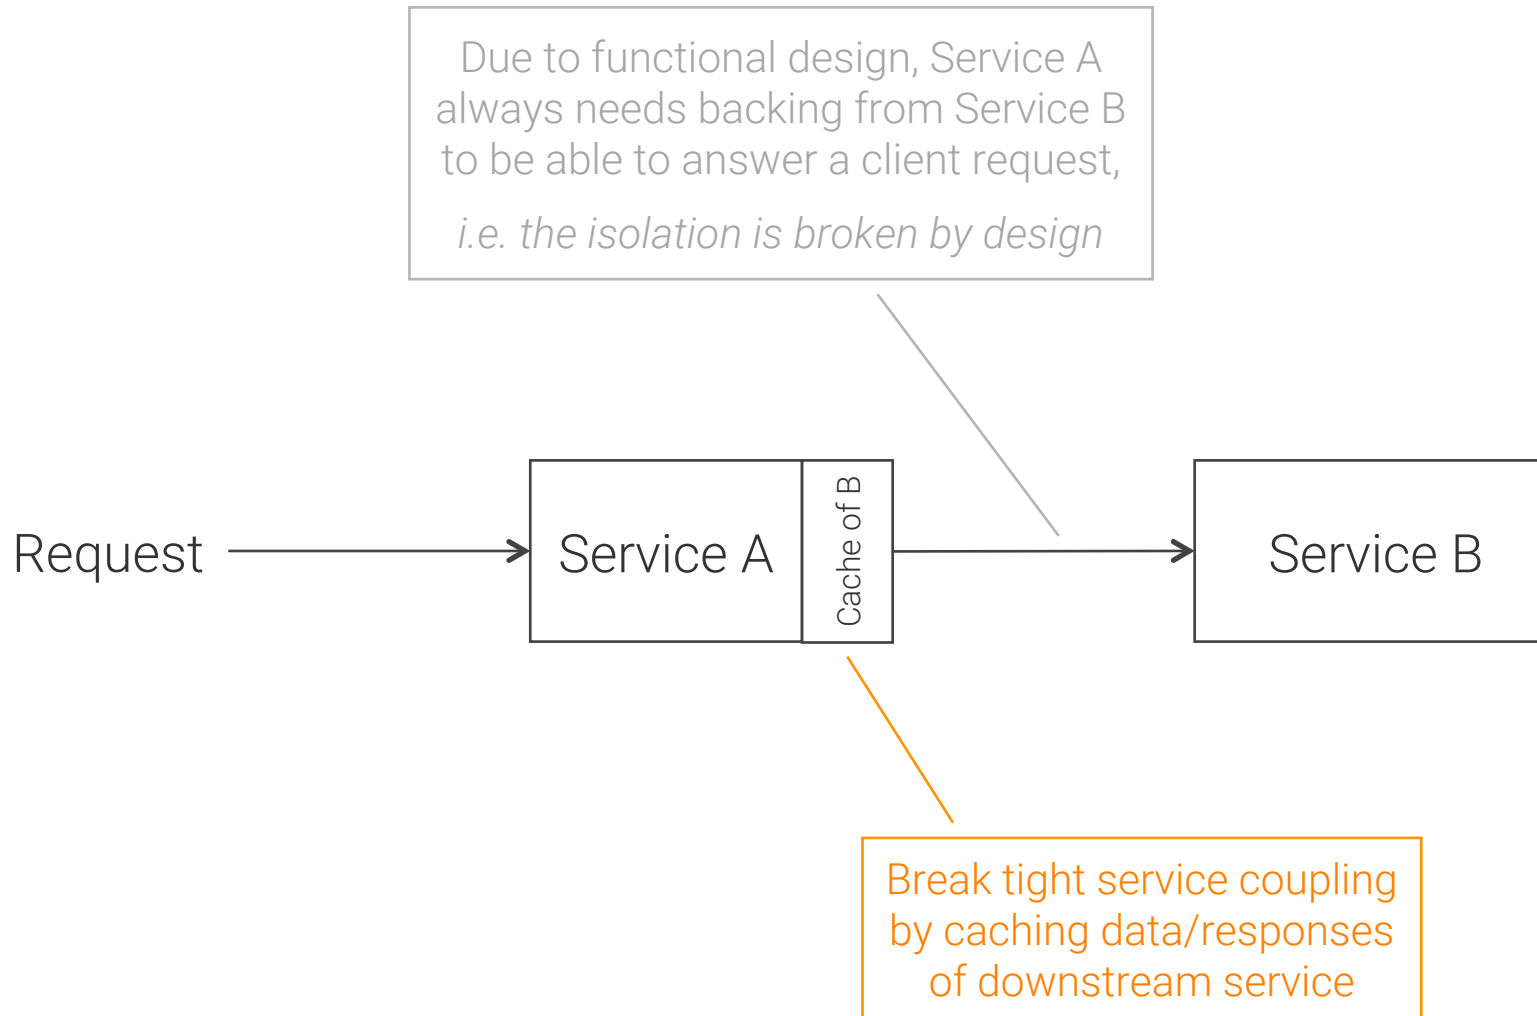 Due to functional design, Service A
always needs backing from Service B
to be able to answer a client request,
i.e. the isolation is broken by design
Request
Service A
Cache of B
Service B
Break tight service coupling
by caching data/responses
of downstream service